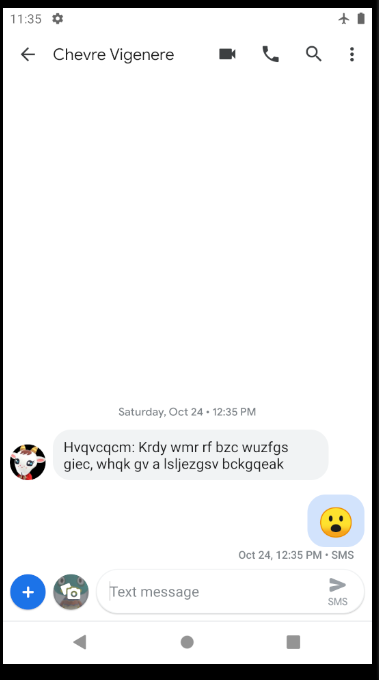 11:35
Chevre Vigenere
Saturday, Oct 24 • 12:35 PM
Hvqvcqcm: Krdy wmr rf bzc wuzfgs
giec, whqk gv a lsljezgsv bckgqeak
Oct 24, 12:35 PM • SMS
Text message
SMS